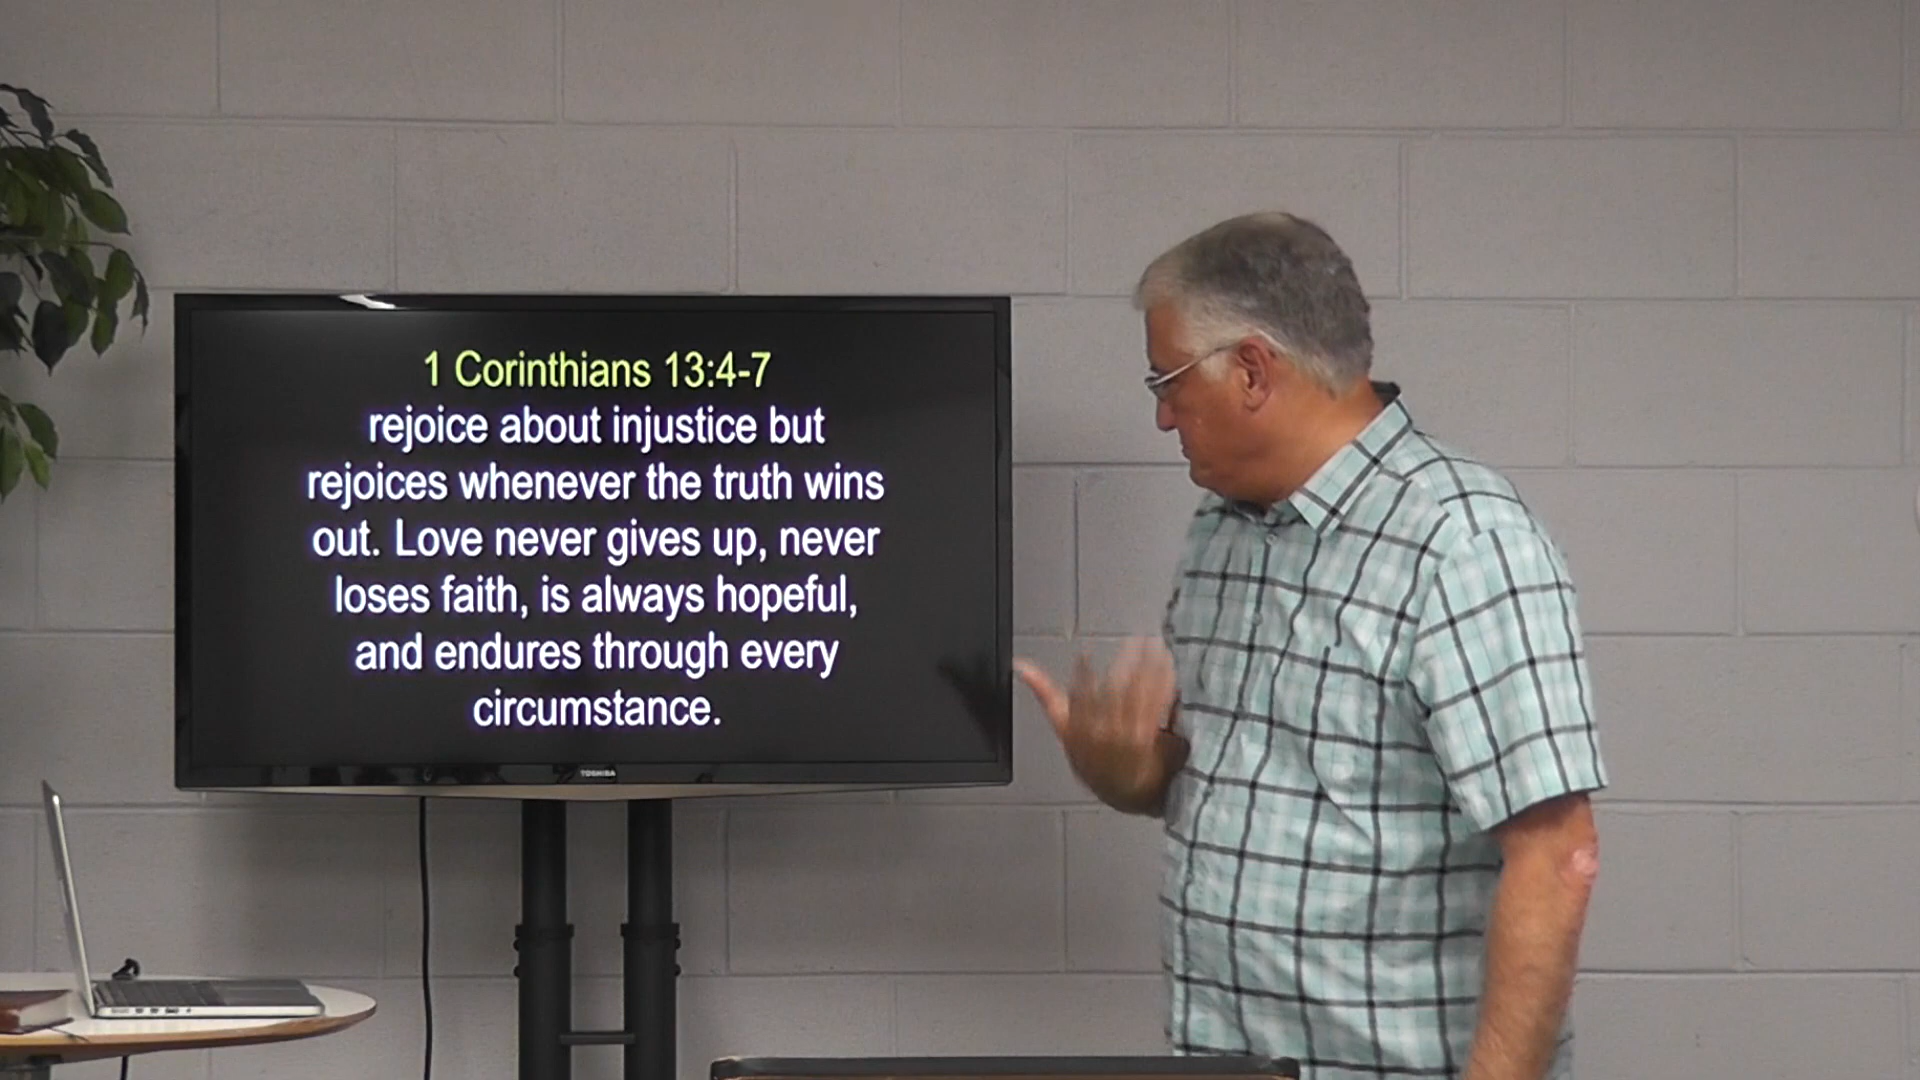 1 Corinthians 13:4-7
rejoice about injustice but
rejoices whenever the truth wins
out. Love never gives up, never
loses faith, is always hopeful,
and endures through every
circumstance.
TOSHIBA